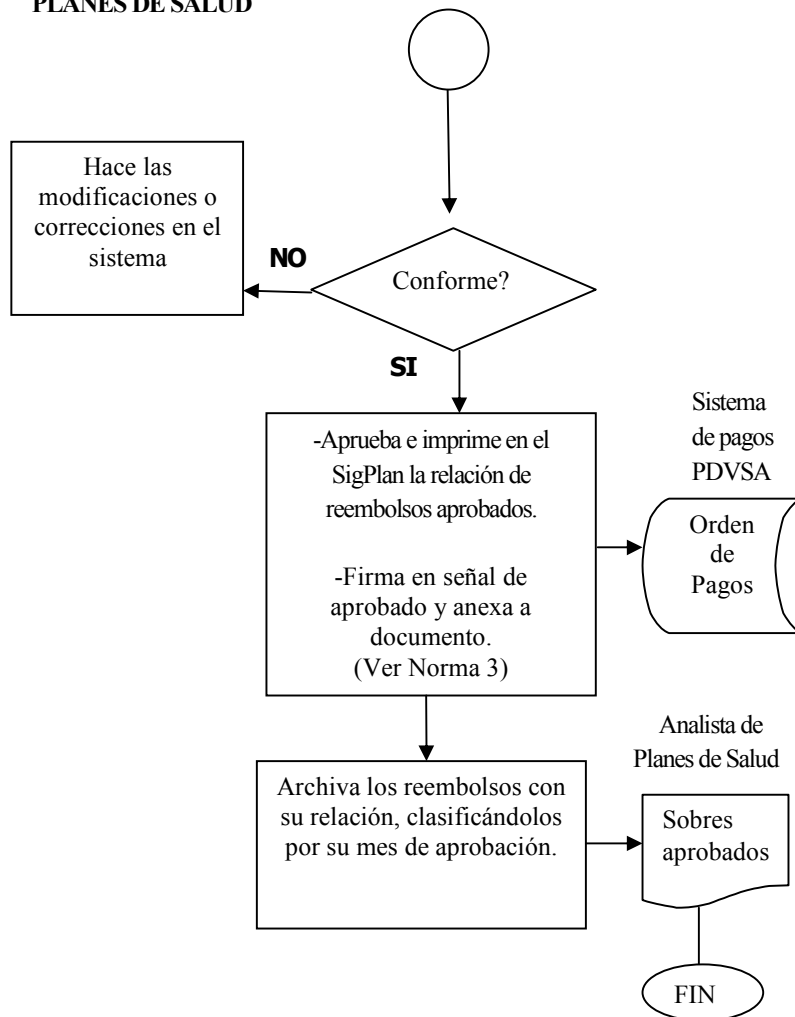 PLANES DE SALUD
Hace las
modificaciones o
correcciones en el
sistema
NO
Conforme?
SI
-Aprueba e imprime en el
SigPlan la relación de
reembolsos aprobados.
-Firma en señal de
aprobado y anexa a
documento.
(Ver Norma 3)
Sistema
de pagos
PDVSA
Orden
de
Pagos
Archiva los reembolsos con
su relación, clasificándolos
por su mes de aprobación.
Analista de
Planes de Salud
Sobres
aprobados
FIN